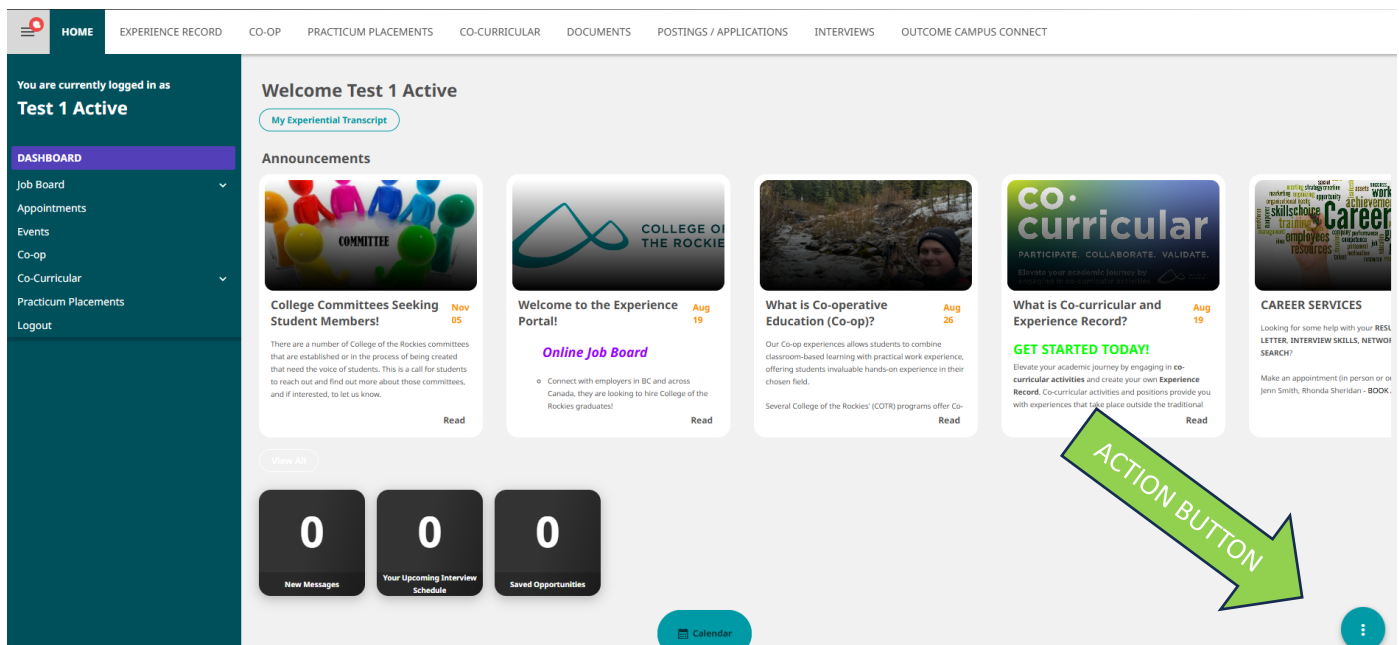 HOME EXPERIENCE RECORD CO-OP PRACTICUM PLACEMENTS CO-CURRICULAR DOCUMENTS POSTINGS / APPLICATIONS INTERVIEWS OUTCOME CAMPUS CONNECT
You are currently logged in as
Test 1 Active
DASHBOARD
Job Board
Appointments
Events
Co-op
Co-Curricular
Practicum Placements
Logout
Welcome Test 1 Active
My Experiential Transcript
Announcements
COMMITTEE
College Committees Seeking
Student Members!
Nov
05
There are a number of College of the Rockies committees
that are established or in the process of being created
that need the voice of students. This is a call for students
to reach out and find out more about those committees,
and if interested, to let us know.
Read
COLLEGE OF
THE ROCKIE
Welcome to the Experience
Portal!
Aug
19
Online Job Board
Connect with employers in BC and across
Canada, they are looking to hire College of the
Rockies graduates!
Read
What is Co-operative
Education (Co-op)?
Aug
26
Our Co-op experiences allows students to combine
classroom-based learning with practical work experience,
offering students invaluable hands-on experience in their
chosen field.
Several College of the Rockies' (COTR) programs offer Co-
Read
co·
curricular
PARTICIPATE. COLLABORATE. VALIDATE.
Elevate your academic journey by
What is Co-curricular and
Experience Record?
Aug
19
GET STARTED TODAY!
Elevate your academic journey by engaging in co-
curricular activities and create your own Experience
Record. Co-curricular activities and positions provide you
with experiences that take place outside the traditional
Read
skills choice
training
Career
employees
resources
CAREER SERVICES
Looking for some help with your RESU
LETTER, INTERVIEW SKILLS, NETWOR
SEARCH?
Make an appointment (in person or o
Jenn Smith, Rhonda Sheridan - BOOK
View All
0
New Messages
0
Your Upcoming Interview
Schedule
0
Saved Opportunities
Calendar
ACTION BUTTON